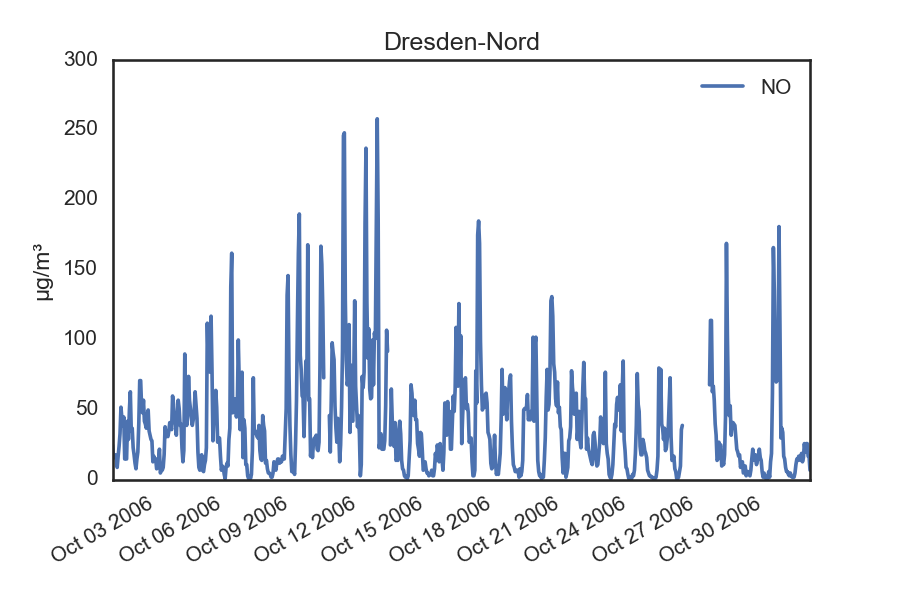 Dresden-Nord
300
250
200
150
100
50
0
µg/m³
NO
Oct 03 2006
Oct 06 2006
Oct 09 2006
Oct 12 2006
Oct 15 2006
Oct 18 2006
Oct 21 2006
Oct 24 2006
Oct 27 2006
Oct 30 2006